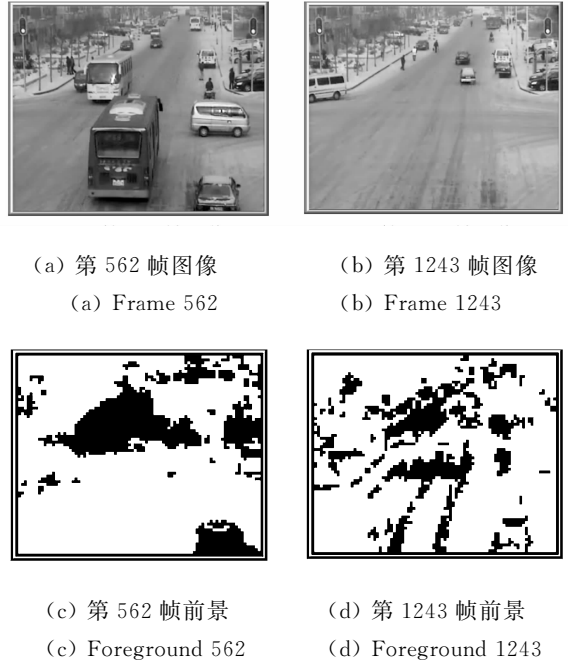 (a) 第 562 帧图像
(b) 第 1243 帧图像
(a) Frame 562
(b) Frame 1243
(c) 第 562 帧前景
(d) 第 1243 帧前景
(c) Foreground 562
(d) Foreground 1243